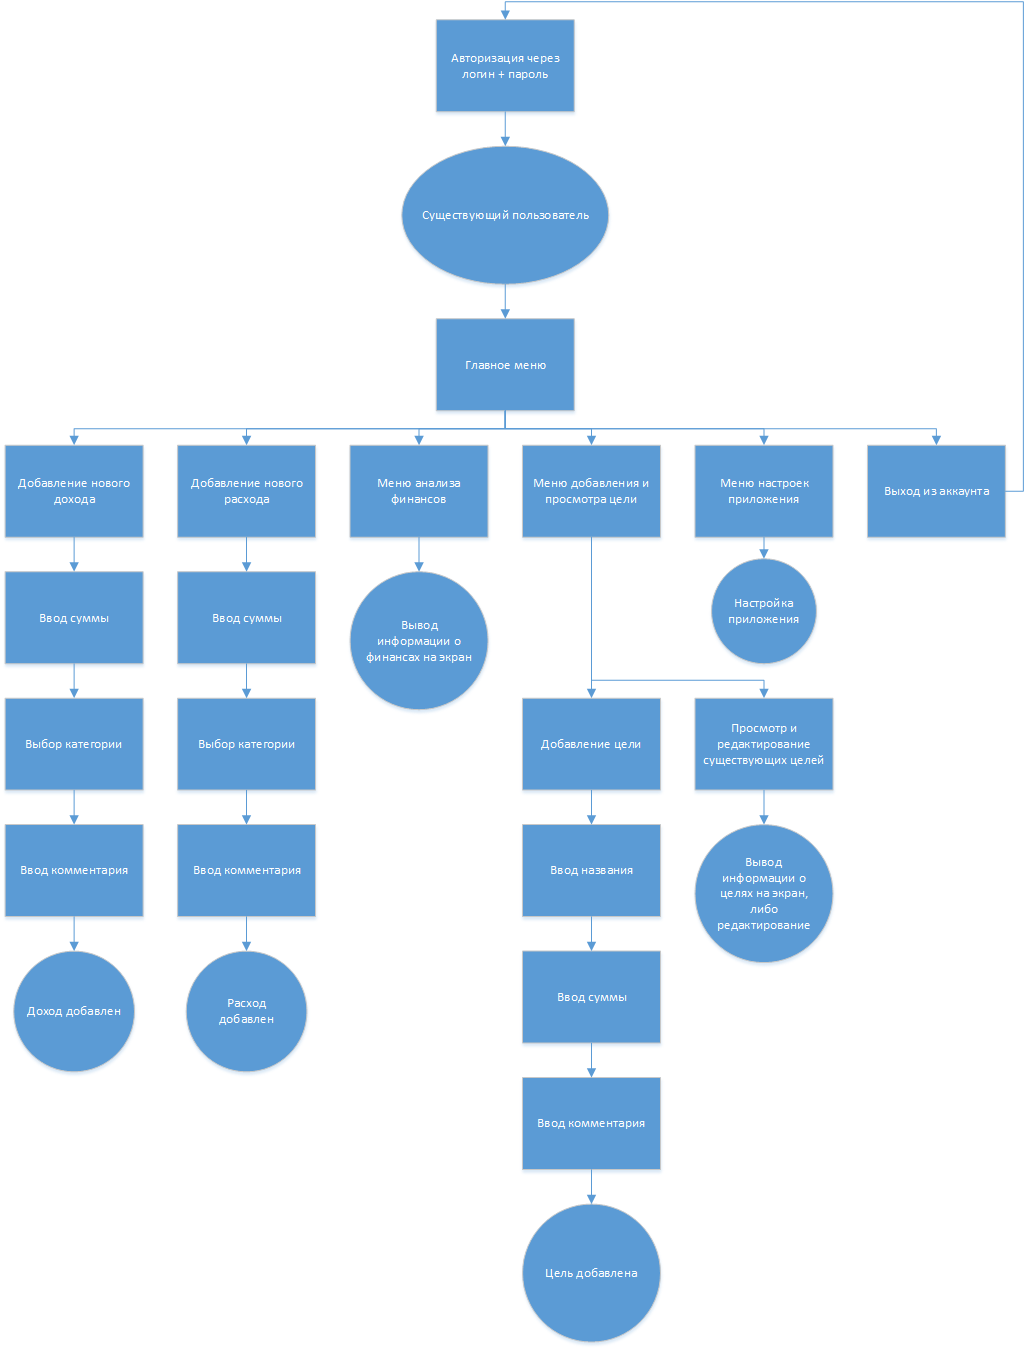 Авторизация через
логин + пароль
Существующий пользователь
Главное меню
Добавление нового
дохода
Добавление нового
расхода
Меню анализа
финансов
Меню добавления и
просмотра цели
Меню настроек
приложения
Выход из аккаунта
Ввод суммы
Ввод суммы
Вывод
информации о
финансах на экран
Настройка
приложения
Выбор категории
Выбор категории
Добавление цели
Просмотр и
редактирование
существующих целей
Ввод комментария
Ввод комментария
Ввод названия
Вывод
информации о
целях на экран,
либо
редактирование
Доход добавлен
Расход
добавлен
Ввод суммы
Ввод комментария
Цель добавлена